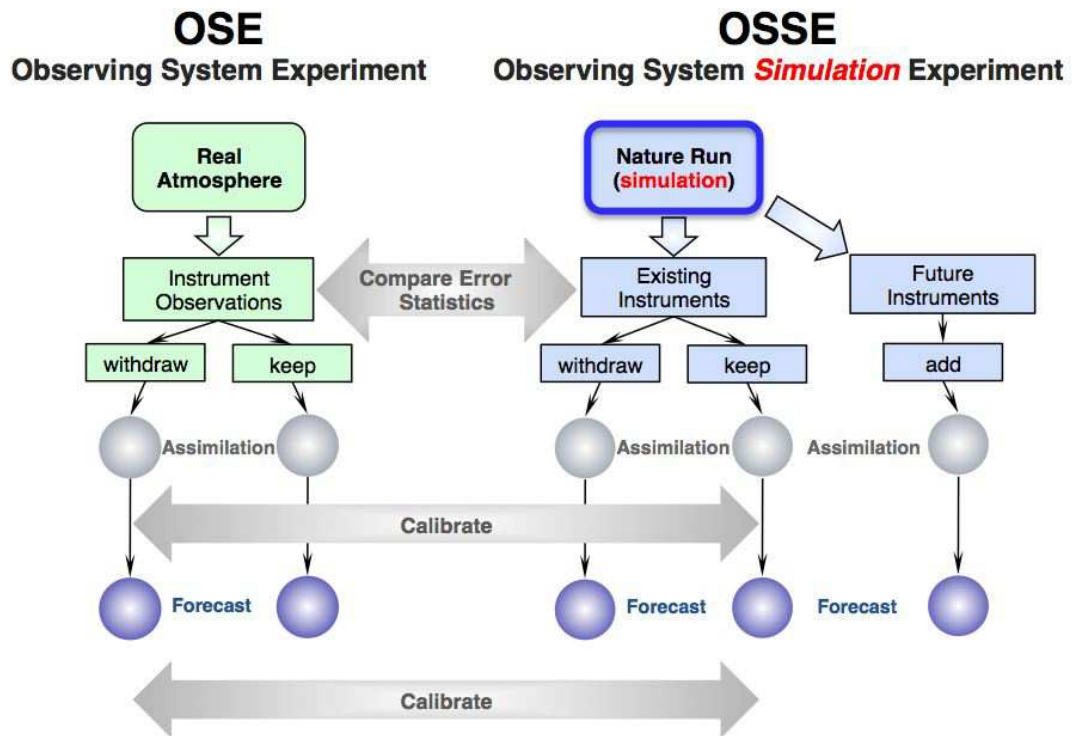 OSE
Observing System Experiment
OSSE
Observing System Simulation Experiment
Real
Atmosphere
Nature Run
(simulation)
Instrument
Observations
Compare Error
Statistics
Existing
Instruments
Future
Instruments
withdraw
keep
withdraw
keep
add
Assimilation
Assimilation
Assimilation
Calibrate
Forecast
Forecast
Forecast
Calibrate